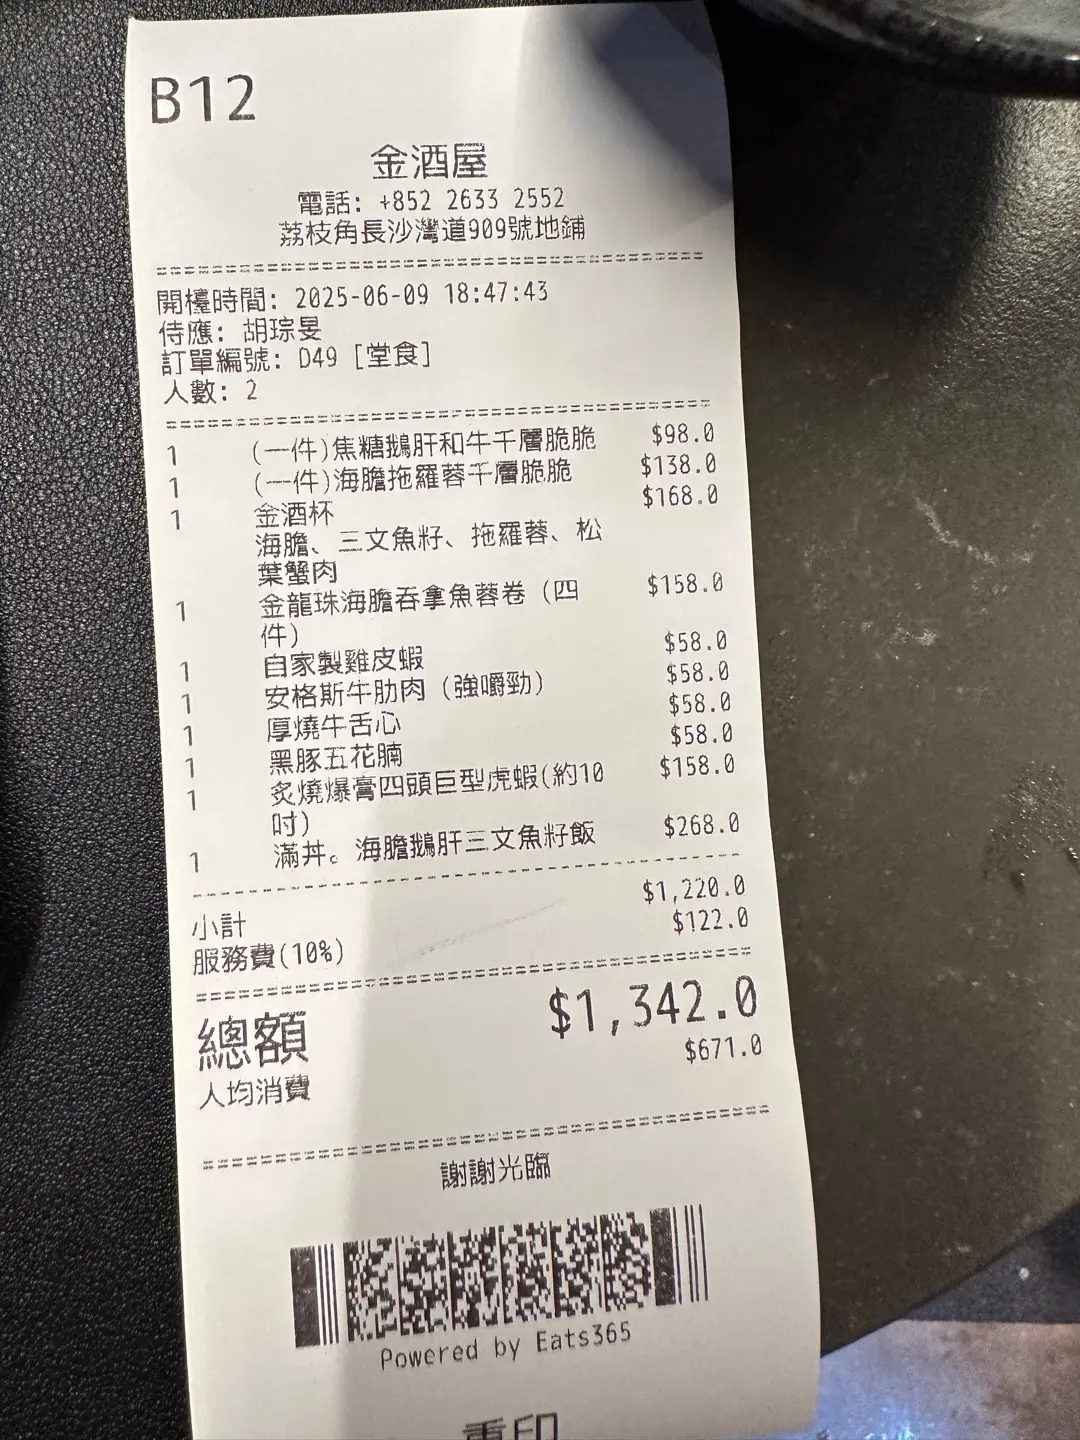 B12
金酒屋
電話: +852 2633 2552
荔枝角長沙灣道909號地鋪
開檯時間: 2025-06-09 18:47:43
侍應: 胡琮旻
訂單編號: D49 [堂食]
人數: 2
1 (一件)焦糖鵝肝和牛千層脆脆 $98.0
1 (一件)海膽拖羅蓉千層脆脆 $138.0
1 金酒杯 $168.0
海膽、三文魚籽、拖羅蓉、松
葉蟹肉
1 金龍珠海膽吞拿魚蓉卷（四 $158.0
件）
1 自家製雞皮蝦 $58.0
1 安格斯牛肋肉（強嚼勁） $58.0
1 厚燒牛舌心 $58.0
1 黑豚五花腩 $58.0
1 炙燒爆膏四頭巨型虎蝦(約10 $158.0
吋)
1 滿丼。海膽鵝肝三文魚籽飯 $268.0
小計 $1,220.0
服務費(10%) $122.0
總額 $1,342.0
人均消費 $671.0
謝謝光臨
Powered by Eats365
重印